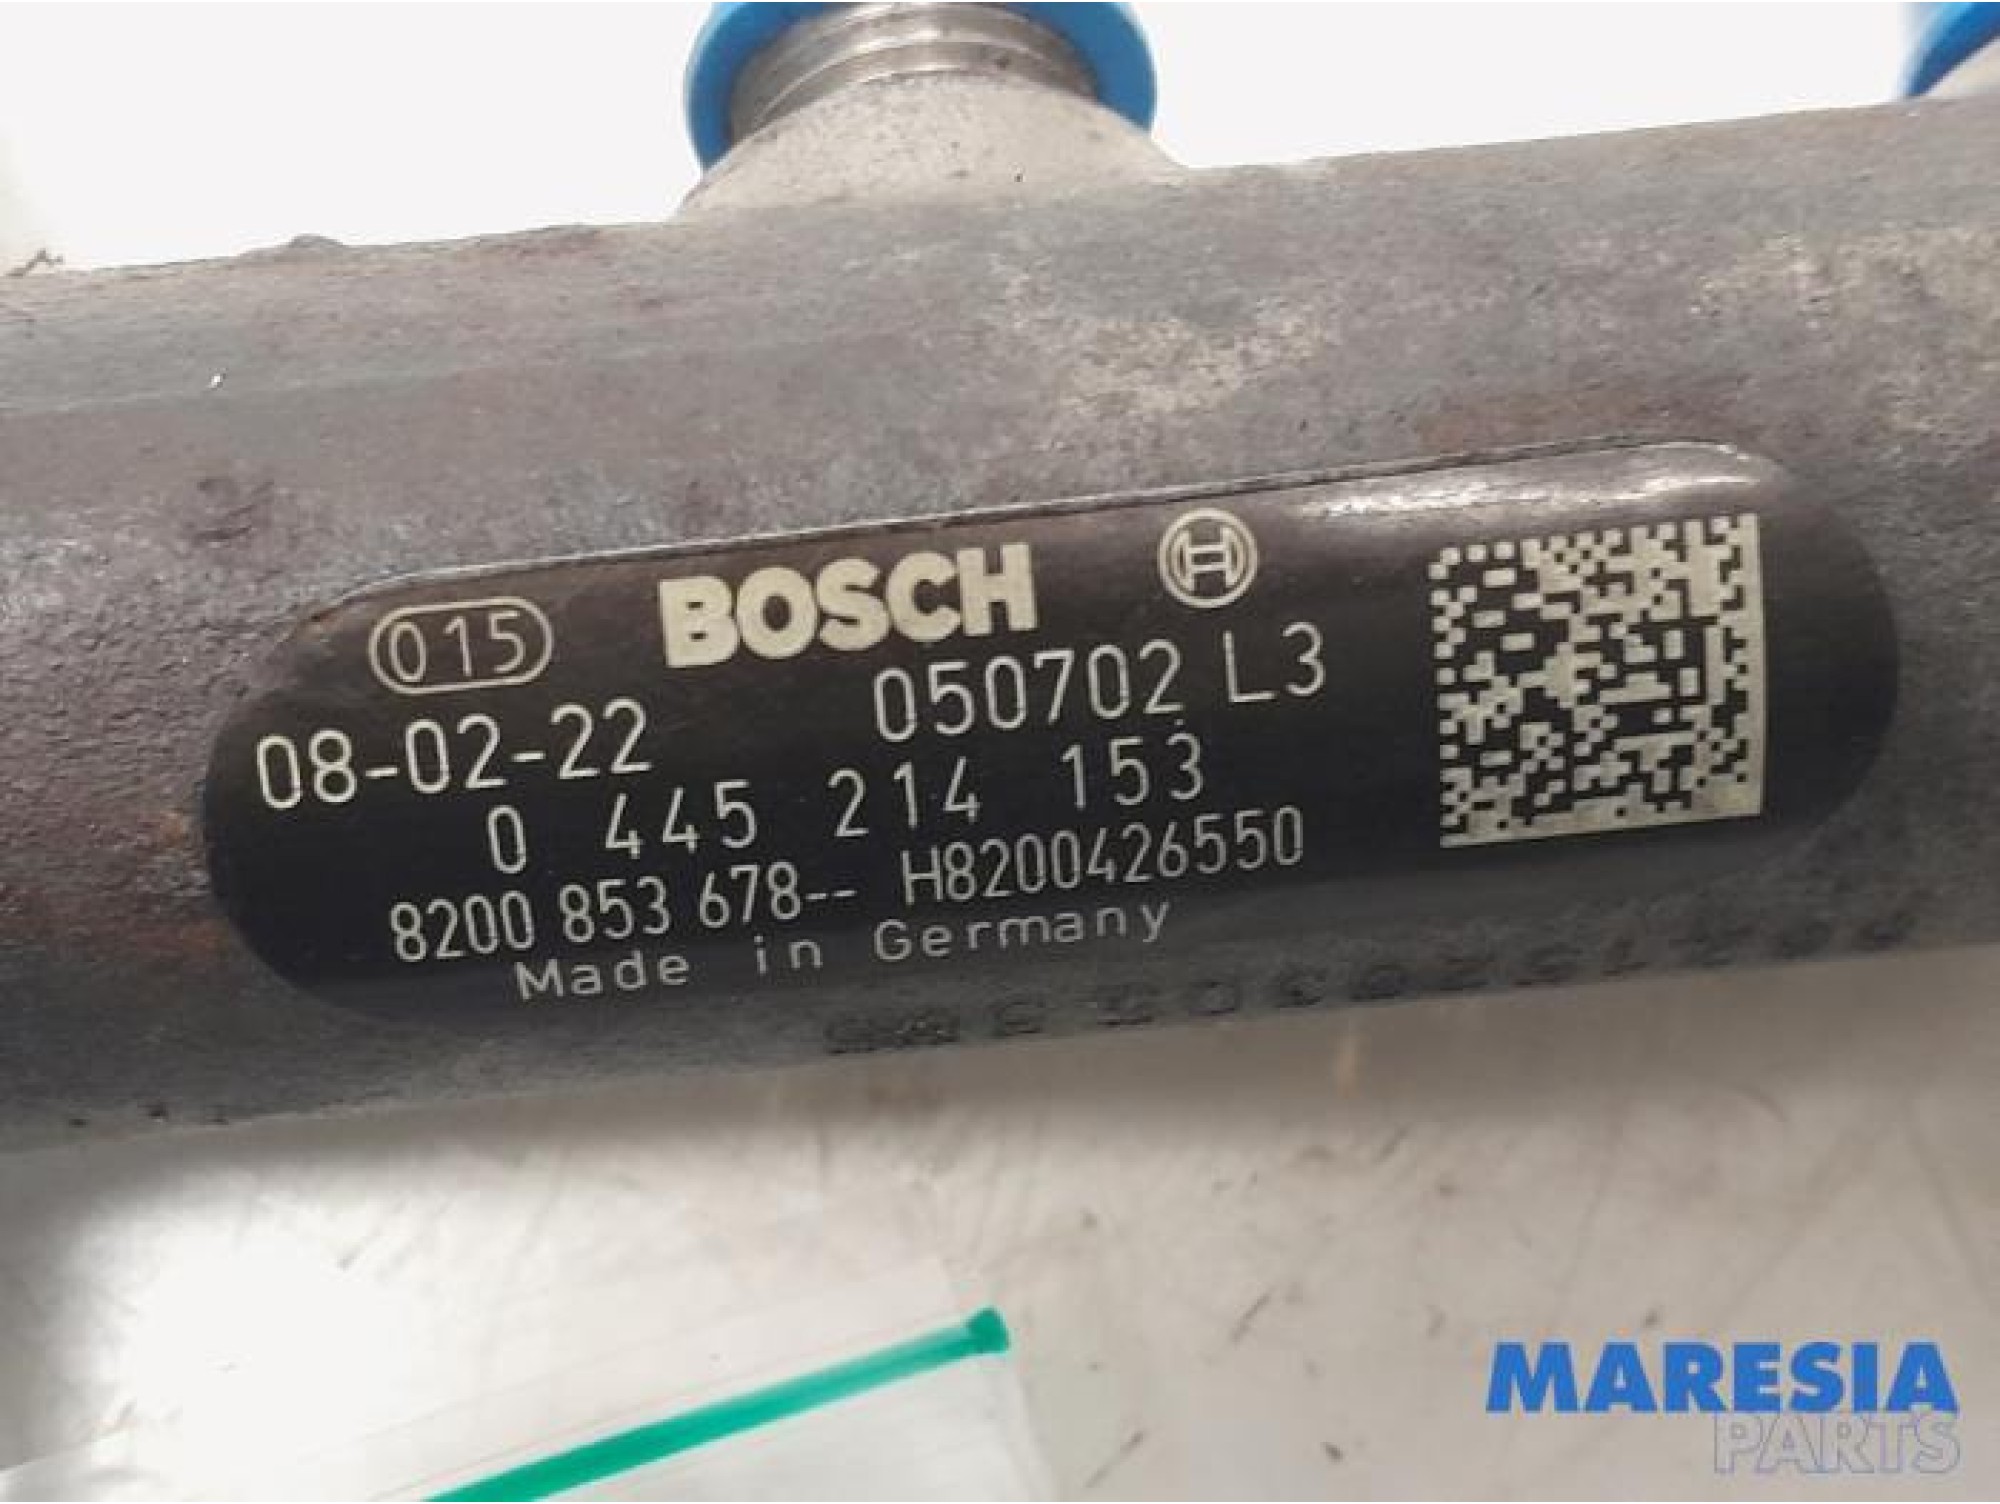 015 BOSCH
08-02-22 050702 L3
0 445 214 153
8200 853 678-- H8200426550
Made in Germany
MARESIA
PARTS